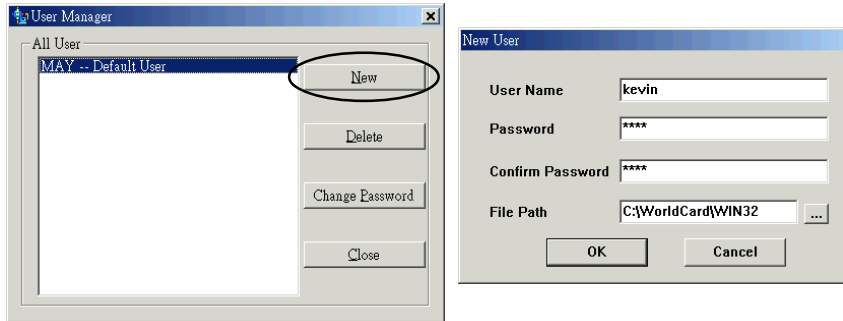 User Manager
All User
MAY -- Default User
New
Delete
Change Password
Close
New User
User Name
kevin
Password
****
Confirm Password
****
File Path
C:\WorldCard\WIN32
...
OK
Cancel